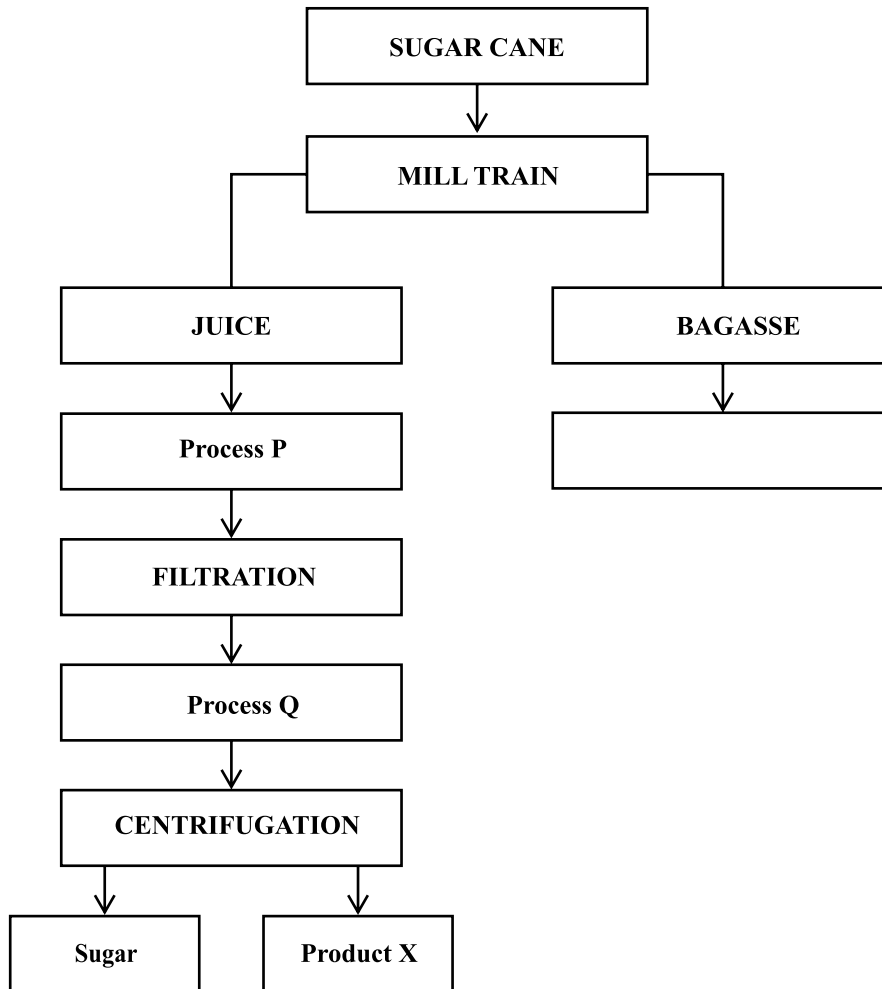 SUGAR CANE
MILL TRAIN
JUICE
BAGASSE
Process P
FILTRATION
Process Q
CENTRIFUGATION
Sugar
Product X